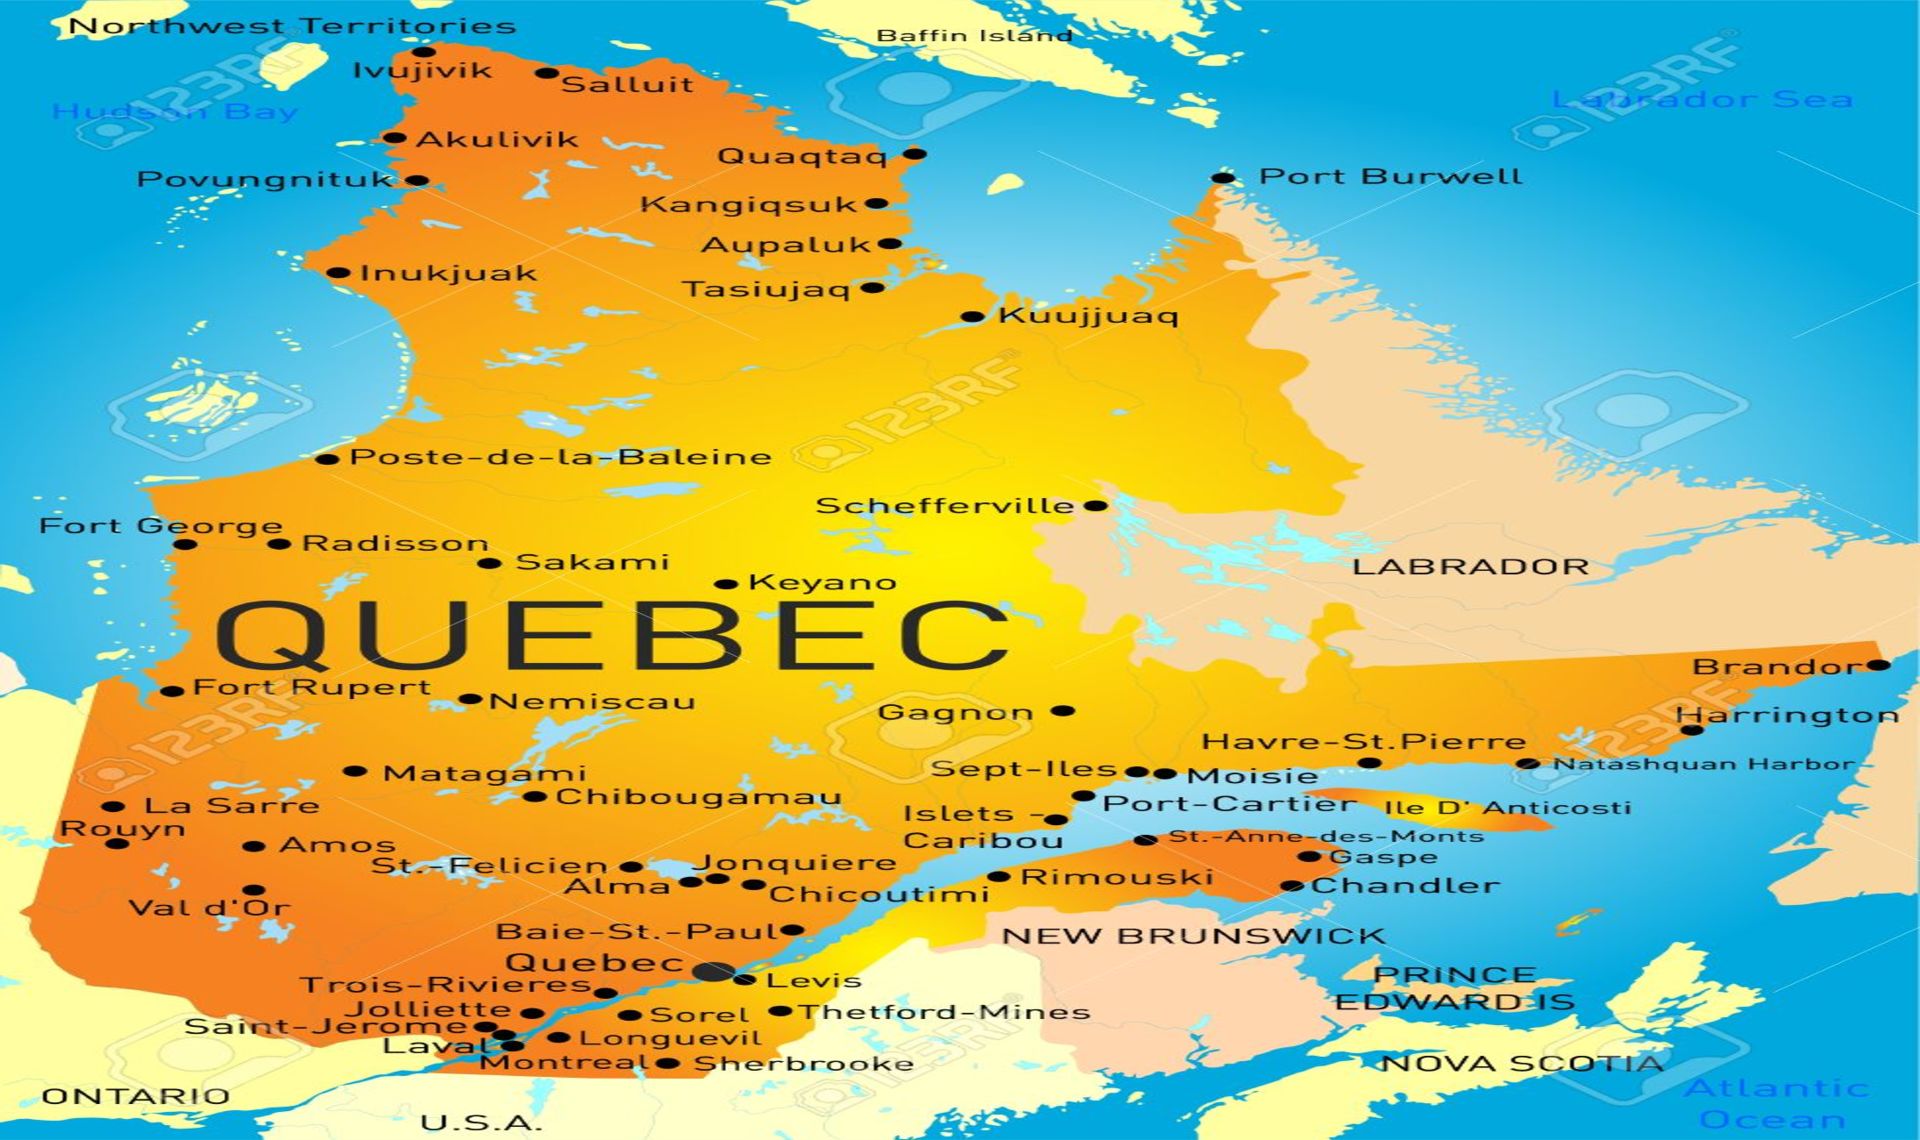 Northwest Territories
Baffin Island
Ivujivik
Salluit
Hudson Bay
Labrador Sea
Akulivik
Quaqtaq
Povungnituk
Port Burwell
Kangiqsuk
Aupaluk
Inukjuak
Tasiujaq
Kuujjuaq
Poste-de-la-Baleine
Schefferville
Fort George
Radisson
Sakami
LABRADOR
Keyano
QUEBEC
Brandor
Fort Rupert
Nemiscau
Gagnon
Harrington
Havre-St.Pierre
Natashquan Harbor
Sept-Iles
Moisie
Matagami
Chibougamau
Port-Cartier
Ile D' Anticosti
La Sarre
Islets -
Caribou
Rouyn
St.-Anne-des-Monts
Amos
Gaspe
St.-Felicien
Jonquiere
Alma
Rimouski
Chandler
Chicoutimi
Val d'Or
Baie-St.-Paul
NEW BRUNSWICK
Quebec
Levis
PRINCE
EDWARD IS
Trois-Rivieres
Jolliette
Sorel
Thetford-Mines
Saint-Jerome
Longuevil
Laval
Montreal
Sherbrooke
NOVA SCOTIA
ONTARIO
Atlantic
Ocean
U.S.A.
123RF
123RF
123RF
123RF
123RF
123RF